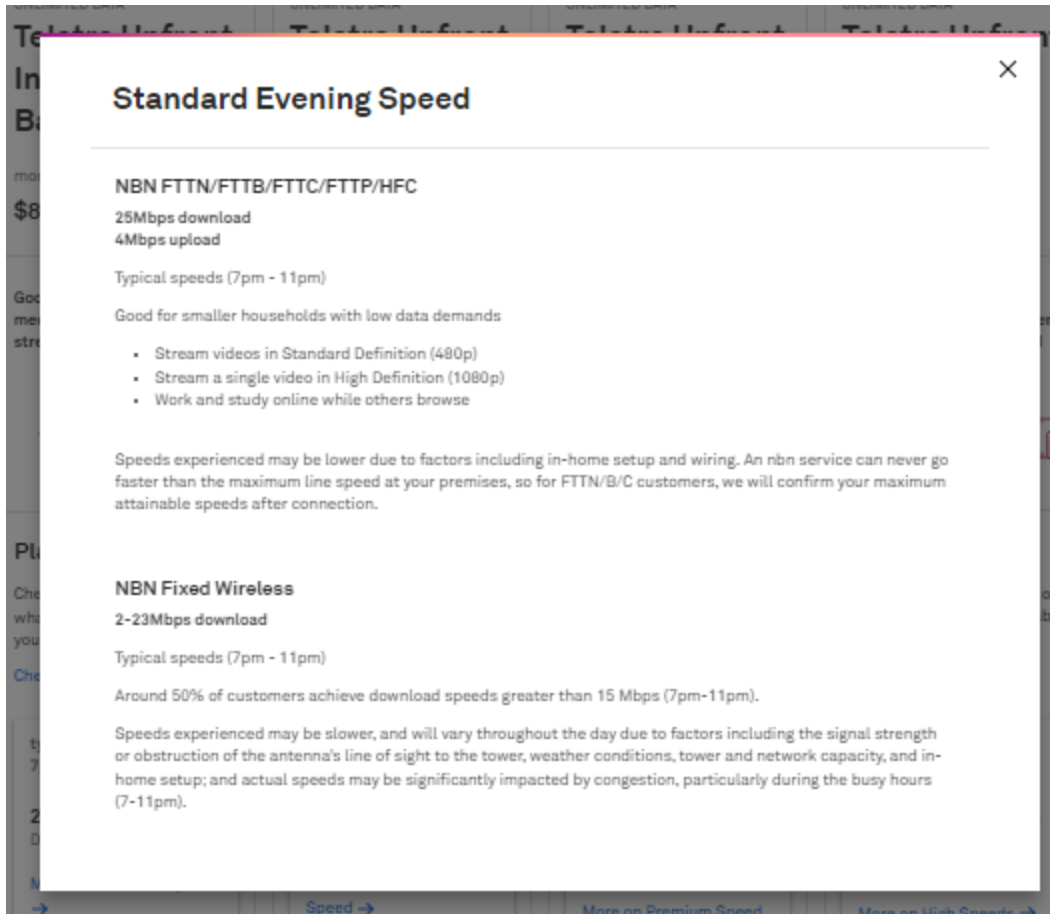 Standard Evening Speed
NBN FTTN/FTTB/FTTC/FTTP/HFC
25Mbps download
4Mbps upload
Typical speeds (7pm - 11pm)
Good for smaller households with low data demands
• Stream videos in Standard Definition (480p)
• Stream a single video in High Definition (1080p)
• Work and study online while others browse
Speeds experienced may be lower due to factors including in-home setup and wiring. An nbn service can never go
faster than the maximum line speed at your premises, so for FTTN/B/C customers, we will confirm your maximum
attainable speeds after connection.
NBN Fixed Wireless
2-23Mbps download
Typical speeds (7pm - 11pm)
Around 50% of customers achieve download speeds greater than 15 Mbps (7pm-11pm).
Speeds experienced may be slower, and will vary throughout the day due to factors including the signal strength
or obstruction of the antenna's line of sight to the tower, weather conditions, tower and network capacity, and in-
home setup; and actual speeds may be significantly impacted by congestion, particularly during the busy hours
(7-11pm).
Speed →
More on Premium Speed
More on High Speeds →